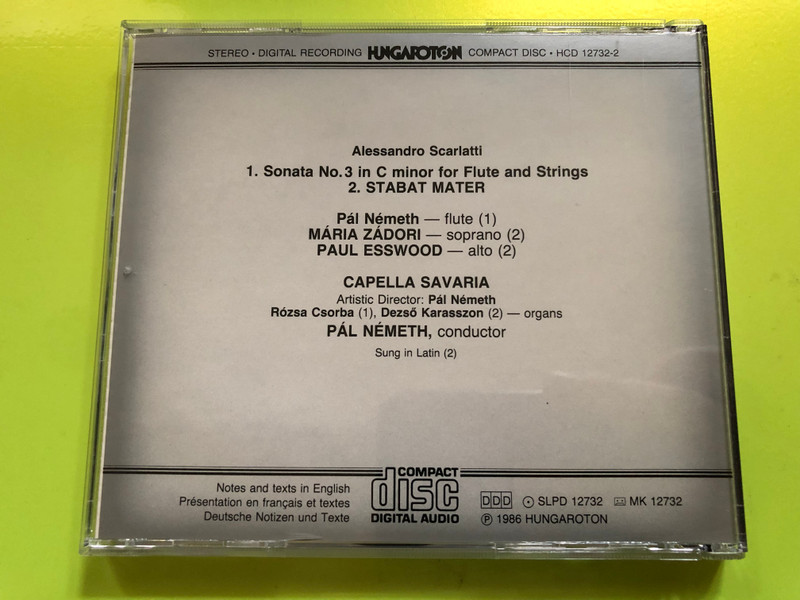 STEREO • DIGITAL RECORDING HUNGAROTON COMPACT DISC • HCD 12732-2
Alessandro Scarlatti
1. Sonata No. 3 in C minor for Flute and Strings
2. STABAT MATER
Pál Németh — flute (1)
MÁRIA ZÁDORI — soprano (2)
PAUL ESSWOOD — alto (2)
CAPELLA SAVARIA
Artistic Director: Pál Németh
Rózsa Csorba (1), Dezső Karasszon (2) — organs
PÁL NÉMETH, conductor
Sung in Latin (2)
Notes and texts in English
Présentation en français et textes
Deutsche Notizen und Texte
COMPACT
disc
DIGITAL AUDIO
DDD SLPD 12732 MK 12732
℗ 1986 HUNGAROTON